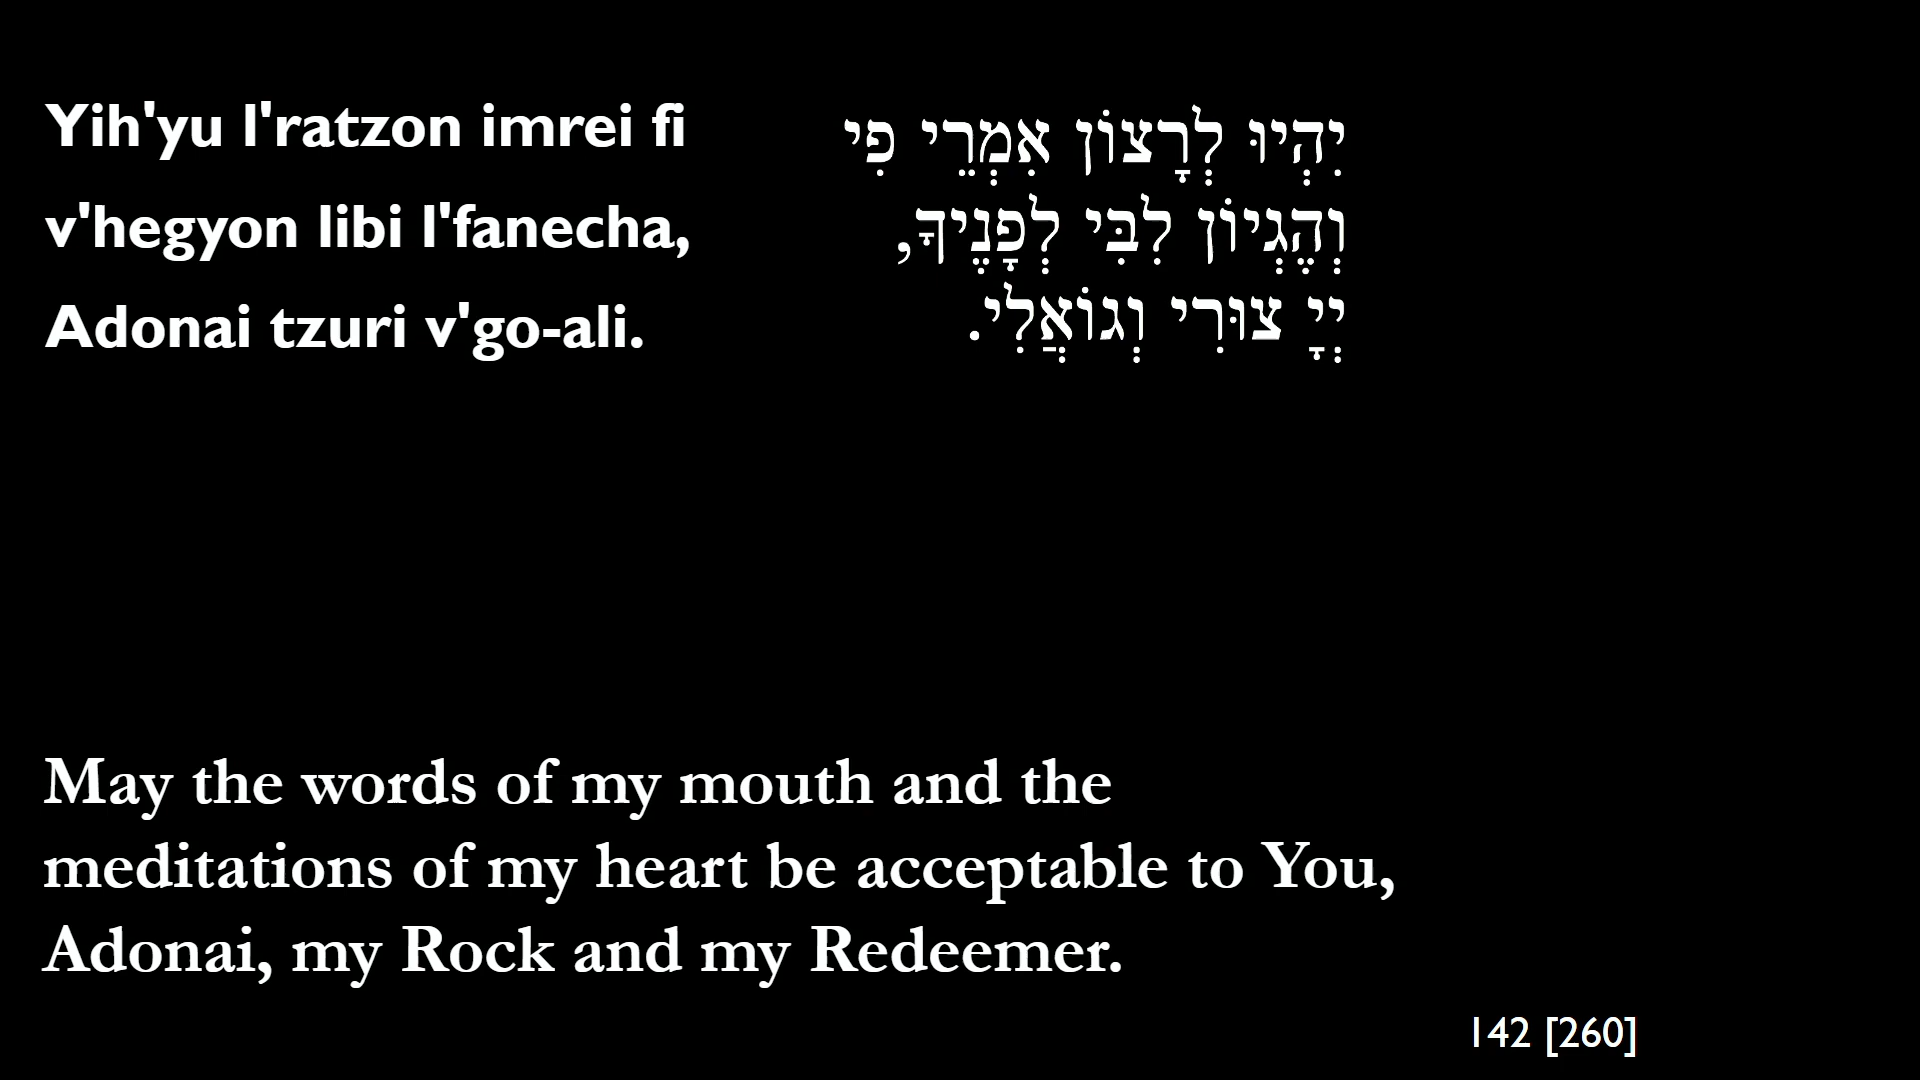 Yih'yu l'ratzon imrei fi
v'hegyon libi l'fanecha,
Adonai tzuri v'go-ali.
יִהְיוּ לְרָצוֹן אִמְרֵי פִי
וְהֶגְיוֹן לִבִּי לְפָנֶיךָ,
יְיָ צוּרִי וְגוֹאֲלִי.
May the words of my mouth and the
meditations of my heart be acceptable to You,
Adonai, my Rock and my Redeemer.
142 [260]